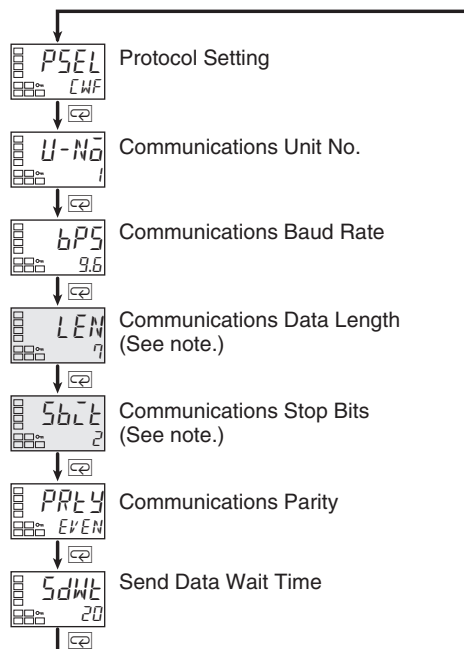 PSEL
CWF
Protocol Setting
U-No
1
Communications Unit No.
bPS
9.6
Communications Baud Rate
LEN
7
Communications Data Length
(See note.)
Sbit
2
Communications Stop Bits
(See note.)
PRtY
EVEN
Communications Parity
SdWt
20
Send Data Wait Time